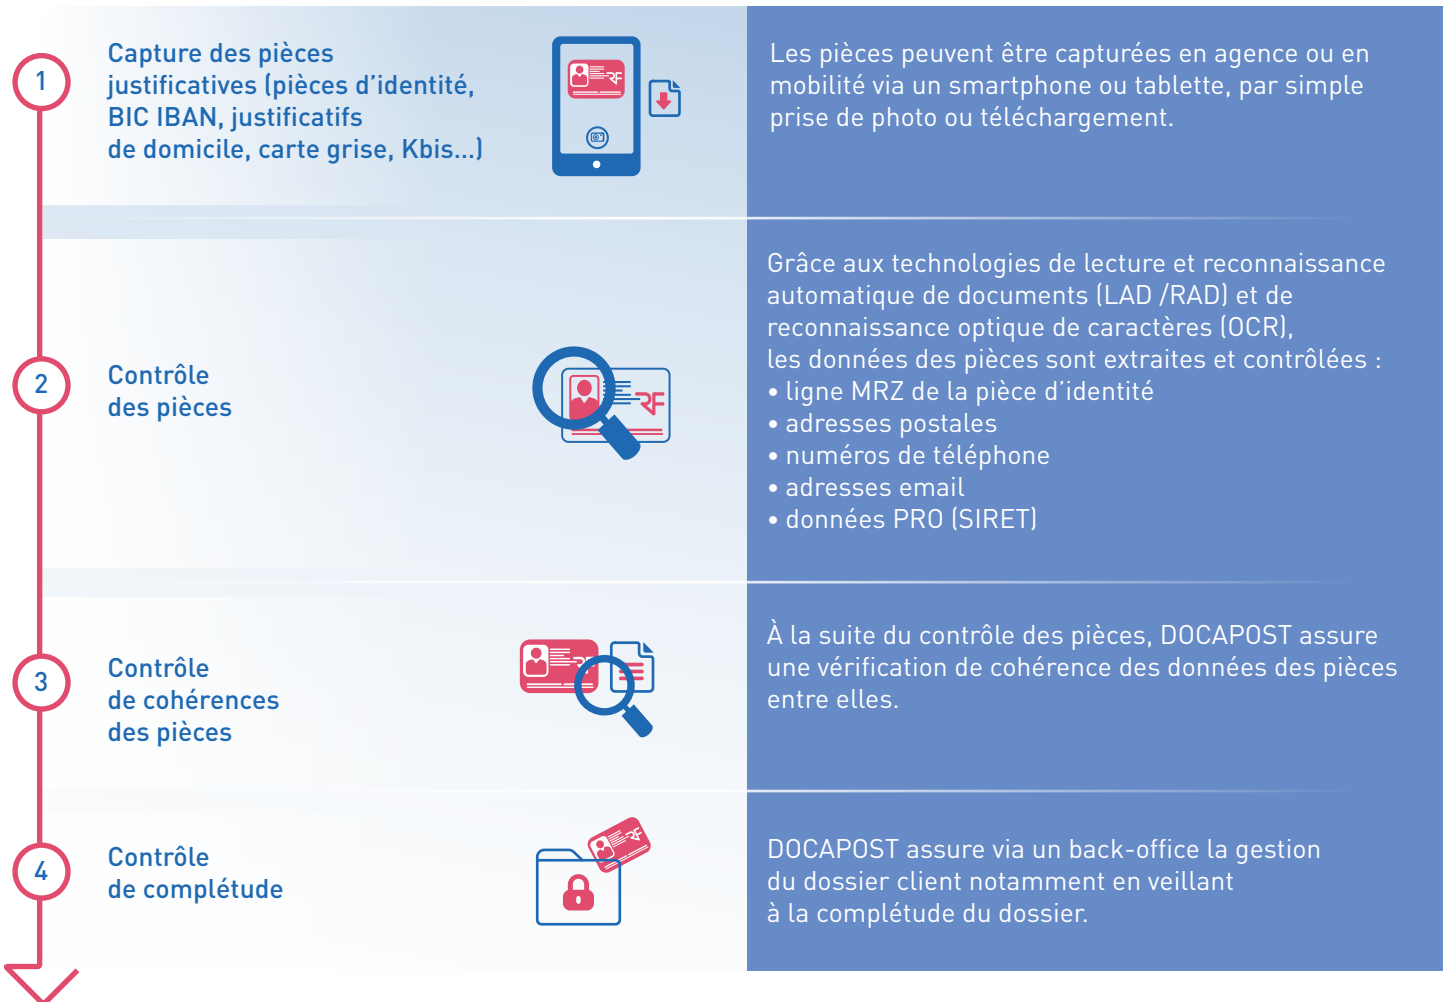 1
Capture des pièces
justificatives (pièces d’identité,
BIC IBAN, justificatifs
de domicile, carte grise, Kbis...)
RF
Les pièces peuvent être capturées en agence ou en
mobilité via un smartphone ou tablette, par simple
prise de photo ou téléchargement.
2
Contrôle
des pièces
RF
Grâce aux technologies de lecture et reconnaissance
automatique de documents (LAD /RAD) et de
reconnaissance optique de caractères (OCR),
les données des pièces sont extraites et contrôlées :
• ligne MRZ de la pièce d’identité
• adresses postales
• numéros de téléphone
• adresses email
• données PRO (SIRET)
3
Contrôle
de cohérences
des pièces
RF
À la suite du contrôle des pièces, DOCAPOST assure
une vérification de cohérence des données des pièces
entre elles.
4
Contrôle
de complétude
RF
DOCAPOST assure via un back-office la gestion
du dossier client notamment en veillant
à la complétude du dossier.